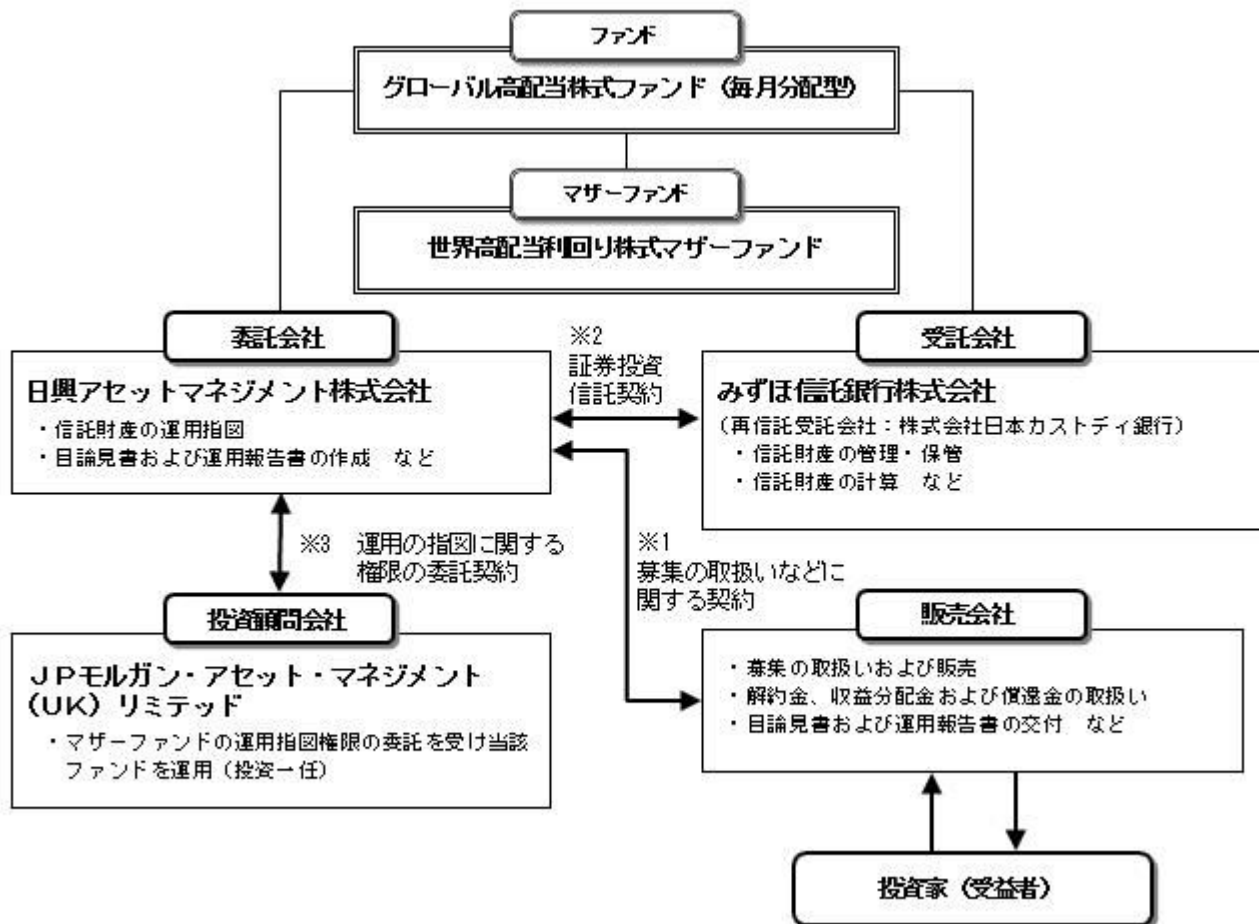 ファンド
グローバル高配当株式ファンド（毎月分配型）
マザーファンド
世界高配当利回り株式マザーファンド
委託会社
日興アセットマネジメント株式会社
・信託財産の運用指図
・目論見書および運用報告書の作成　など
※2
証券投資
信託契約
受託会社
みずほ信託銀行株式会社
（再信託受託会社：株式会社日本カストディ銀行）
・信託財産の管理・保管
・信託財産の計算　など
※3　運用の指図に関する
権限の委託契約
※1
募集の取扱いなどに
関する契約
投資顧問会社
ＪＰモルガン・アセット・マネジメント
（UK）リミテッド
・マザーファンドの運用指図権限の委託を受け当該
ファンドを運用（投資一任）
販売会社
・募集の取扱いおよび販売
・解約金、収益分配金および償還金の取扱い
・目論見書および運用報告書の交付　など
投資家（受益者）